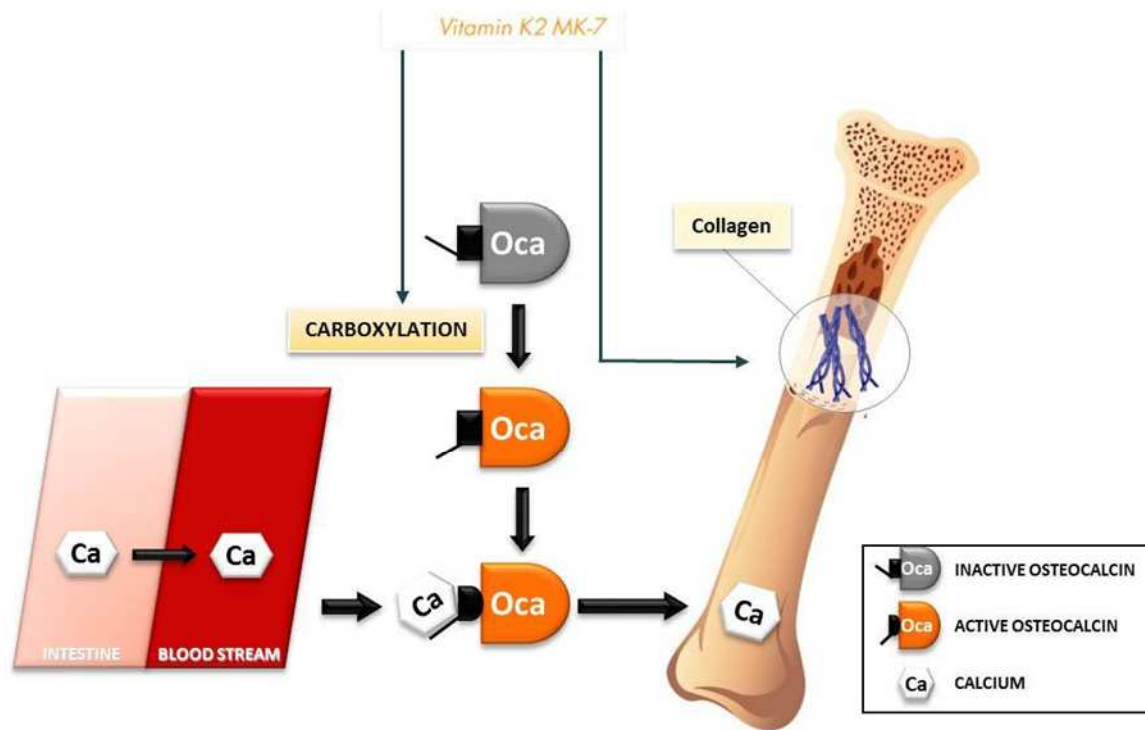 Vitamin K2 MK-7
Oca
Collagen
CARBOXYLATION
Oca
Ca
Ca
Ca
Oca
Ca
INTESTINE
BLOOD STREAM
Oca
INACTIVE OSTEOCALCIN
Oca
ACTIVE OSTEOCALCIN
Ca
CALCIUM